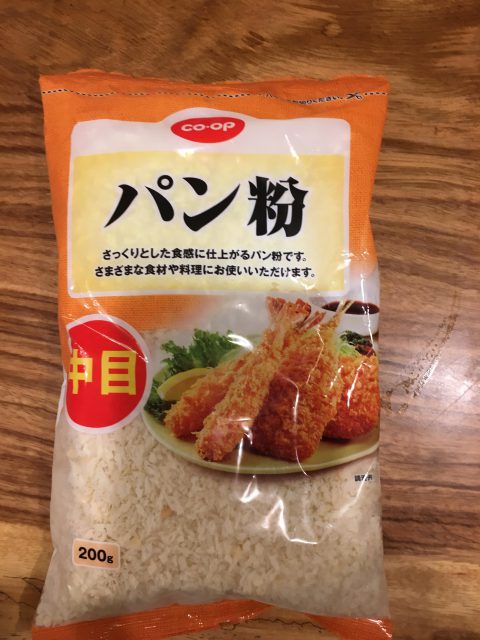 co-op
パン粉
さっくりとした食感に仕上がるパン粉です。
さまざまな食材や料理にお使いいただけます。
中目
200g